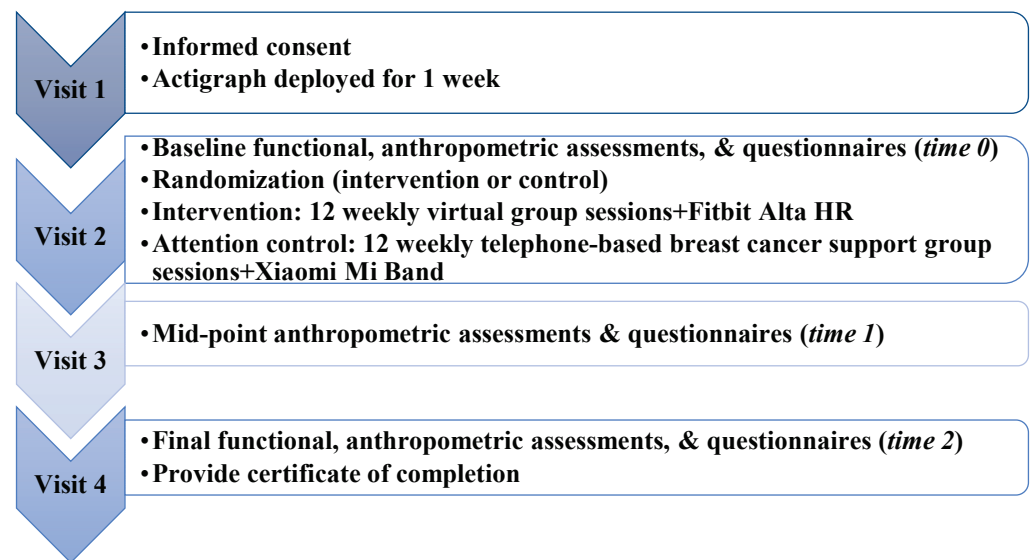 Visit 1
•Informed consent
•Actigraph deployed for 1 week
Visit 2
•Baseline functional, anthropometric assessments, & questionnaires (time 0)
•Randomization (intervention or control)
•Intervention: 12 weekly virtual group sessions+Fitbit Alta HR
•Attention control: 12 weekly telephone-based breast cancer support group
sessions+Xiaomi Mi Band
Visit 3
•Mid-point anthropometric assessments & questionnaires (time 1)
Visit 4
•Final functional, anthropometric assessments, & questionnaires (time 2)
•Provide certificate of completion